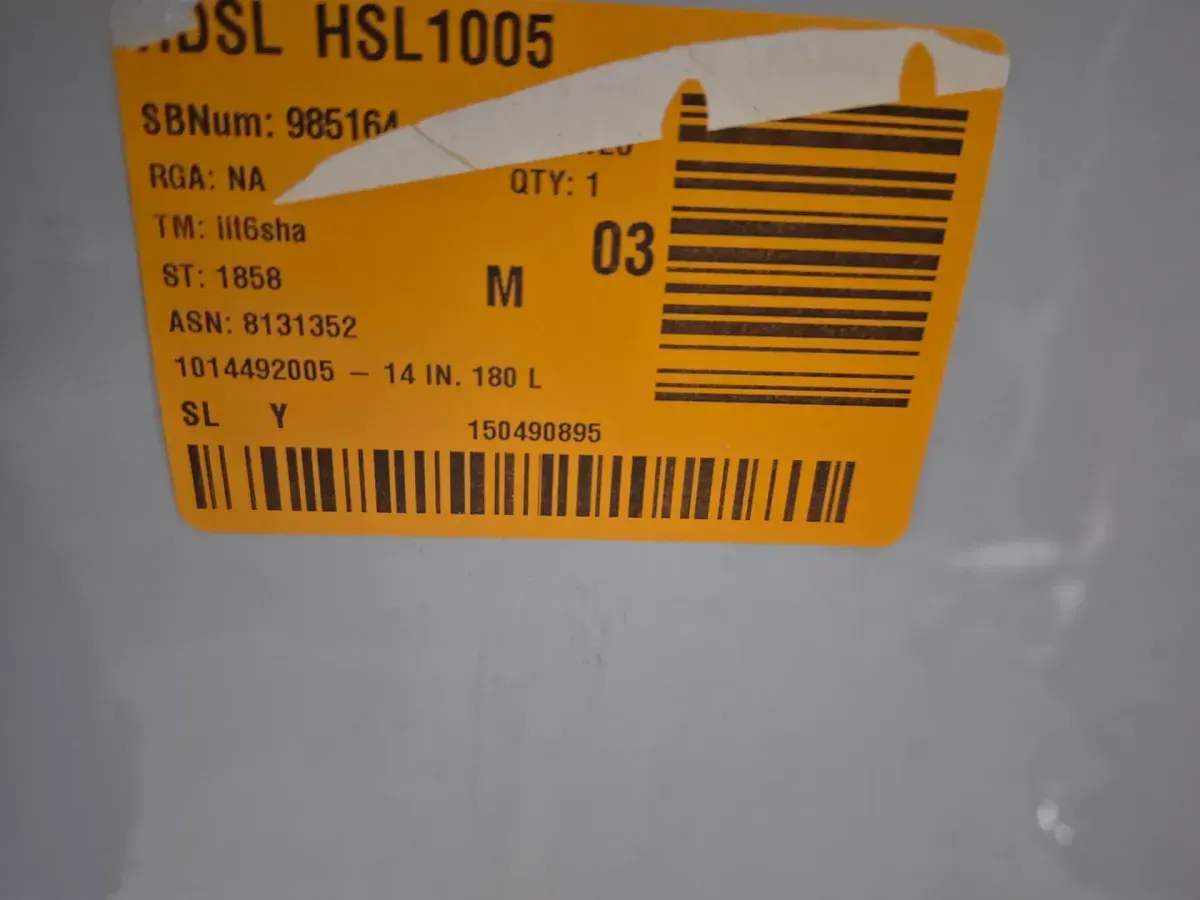 HSL1005
SBNum: 985164
RGA: NA
QTY: 1
TM: iit6sha
03
ST: 1858
M
ASN: 8131352
1014492005 – 14 IN. 180 L
SL Y
150490895